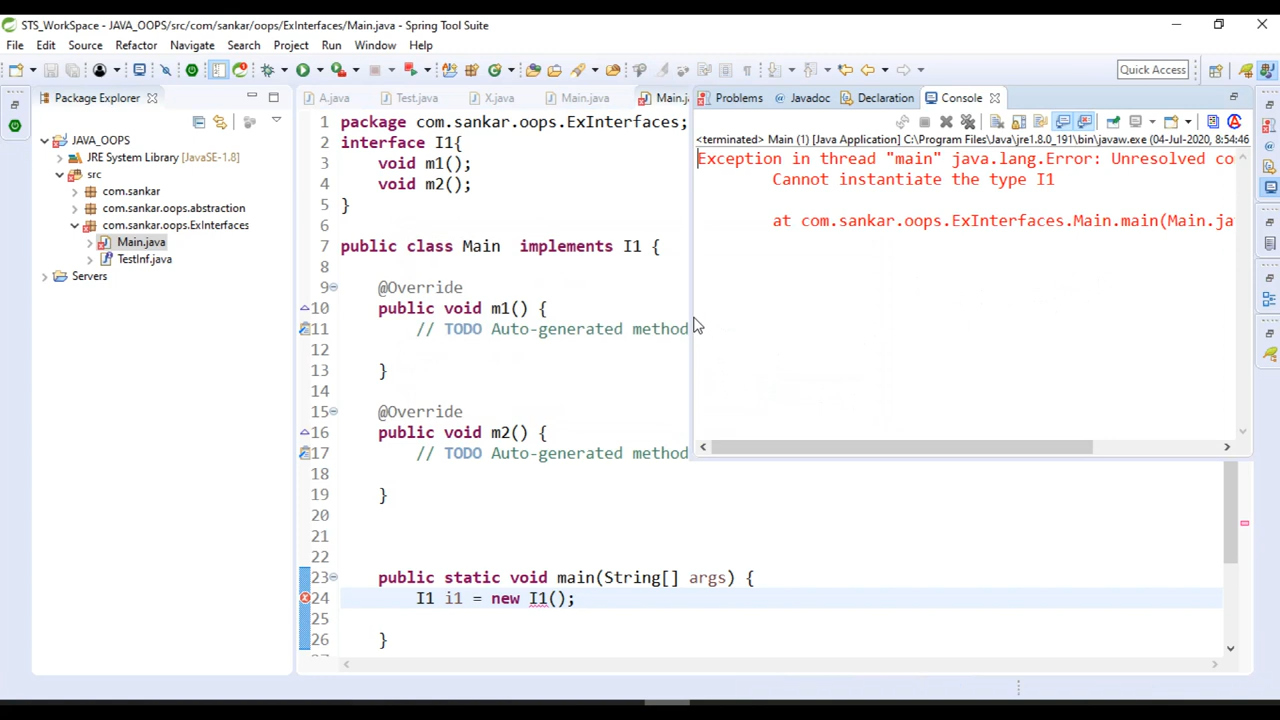 STS_WorkSpace - JAVA_OOPS/src/com/sankar/oops/ExInterfaces/Main.java - Spring Tool Suite
File Edit Source Refactor Navigate Search Project Run Window Help
Quick Access
Package Explorer
JAVA_OOPS
JRE System Library [JavaSE-1.8]
src
com.sankar
com.sankar.oops.abstraction
com.sankar.oops.ExInterfaces
Main.java
TestInf.java
Servers
A.java Test.java X.java Main.java Main.j
1 package com.sankar.oops.ExInterfaces;
2 interface I1{
3 void m1();
4 void m2();
5 }
6
7 public class Main  implements I1 {
8
9 @Override
10 public void m1() {
11 // TODO Auto-generated method
12
13 }
14
15 @Override
16 public void m2() {
17 // TODO Auto-generated method
18
19 }
20
21
22
23 public static void main(String[] args) {
24 I1 i1 = new I1();
25
26 }
Problems @ Javadoc Declaration Console
<terminated> Main (1) [Java Application] C:\Program Files\Java\jre1.8.0_191\bin\javaw.exe (04-Jul-2020, 8:54:46
Exception in thread "main" java.lang.Error: Unresolved co
Cannot instantiate the type I1
at com.sankar.oops.ExInterfaces.Main.main(Main.ja